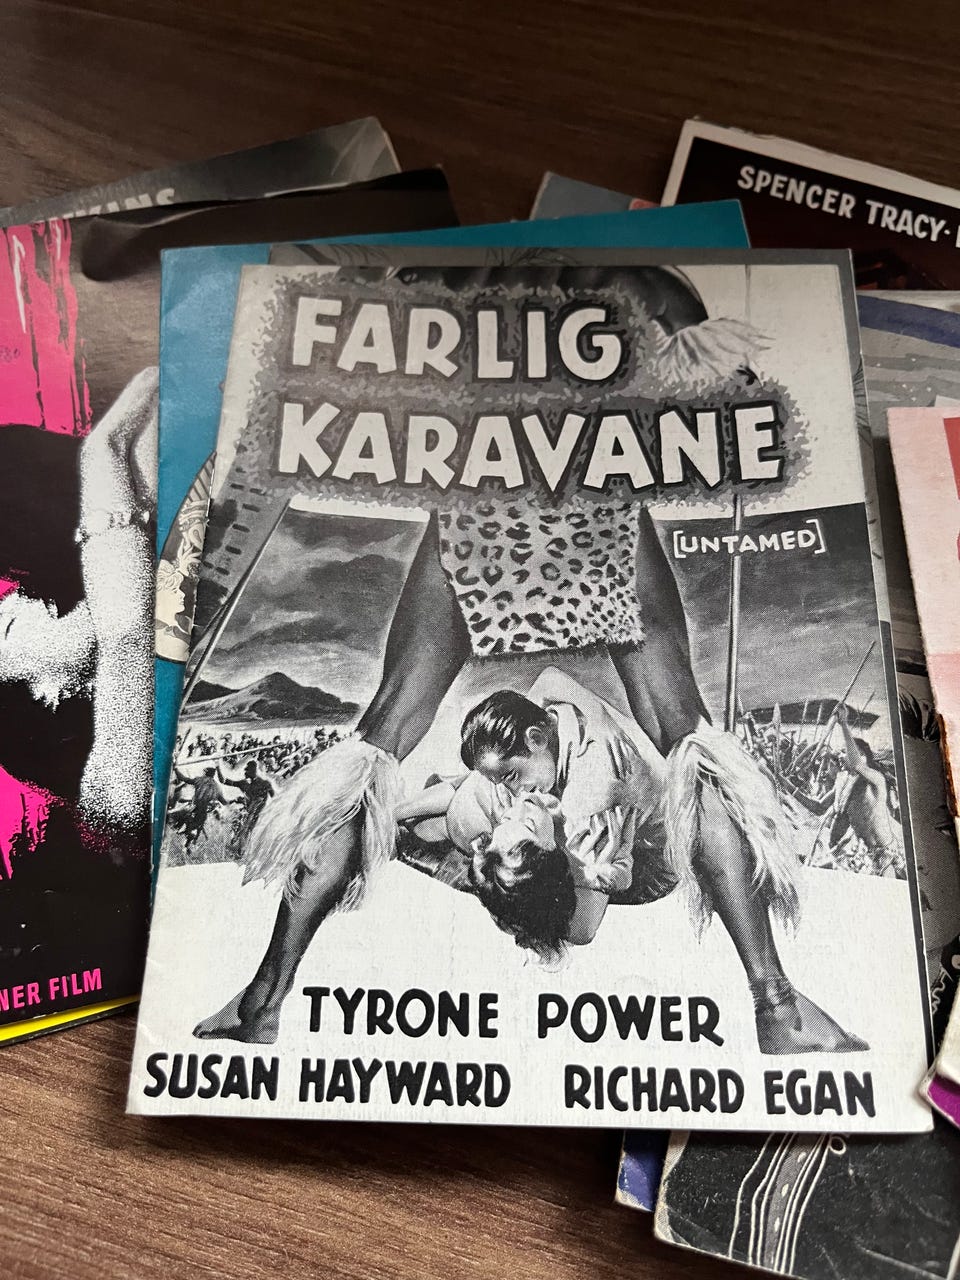 SPENCER TRACY·
FARLIG
KARAVANE
[UNTAMED]
NER FILM
TYRONE POWER
SUSAN HAYWARD RICHARD EGAN